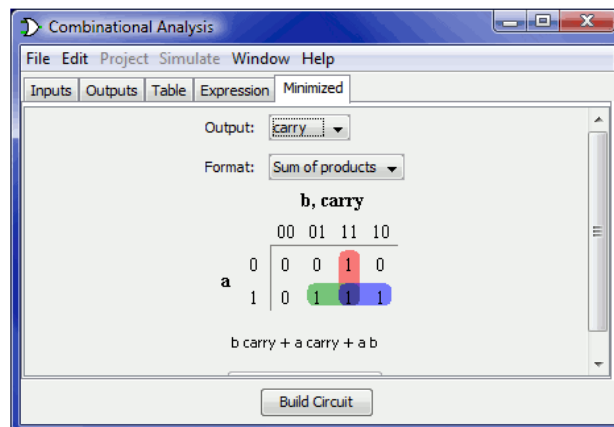 Combinational Analysis
File Edit Project Simulate Window Help
Inputs Outputs Table Expression Minimized
Output: carry
Format: Sum of products
b, carry
00 01 11 10
0 0 0 1 0
a
1 0 1 1 1
b carry + a carry + a b
Build Circuit